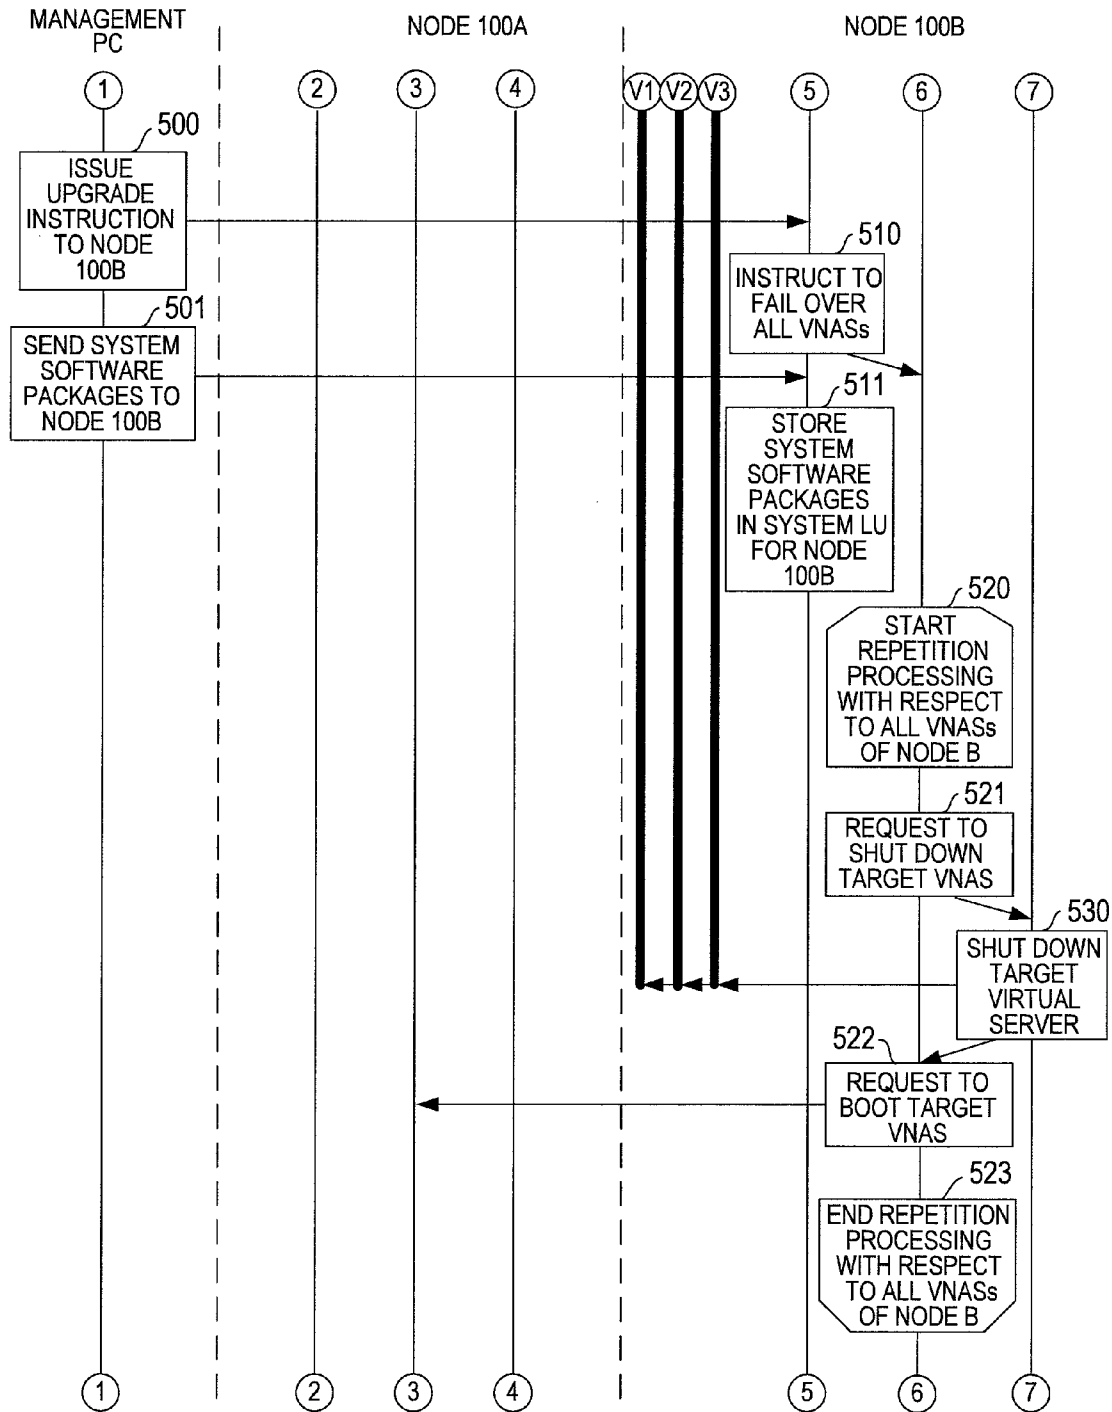 MANAGEMENT
PC
NODE 100A
NODE 100B
1
2
3
4
V1
V2
V3
5
6
7
500
ISSUE
UPGRADE
INSTRUCTION
TO NODE
100B
510
INSTRUCT TO
FAIL OVER
ALL VNASs
501
SEND SYSTEM
SOFTWARE
PACKAGES TO
NODE 100B
511
STORE
SYSTEM
SOFTWARE
PACKAGES
IN SYSTEM LU
FOR NODE
100B
520
START
REPETITION
PROCESSING
WITH RESPECT
TO ALL VNASs
OF NODE B
521
REQUEST TO
SHUT DOWN
TARGET VNAS
530
SHUT DOWN
TARGET
VIRTUAL
SERVER
522
REQUEST TO
BOOT TARGET
VNAS
523
END REPETITION
PROCESSING
WITH RESPECT
TO ALL VNASs
OF NODE B
1
2
3
4
5
6
7